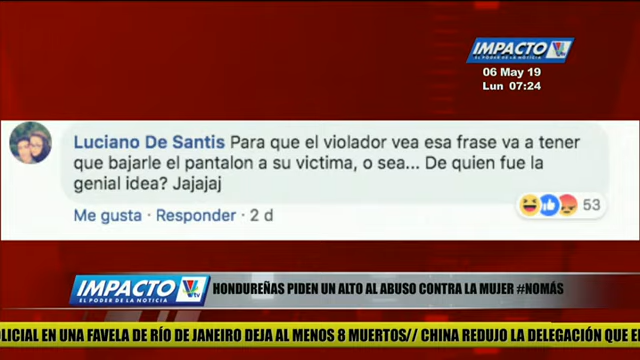 IMPACTO
EL PODER DE LA NOTICIA
TV
06 May 19
Lun 07:24
Luciano De Santis Para que el violador vea esa frase va a tener
que bajarle el pantalon a su victima, o sea... De quien fue la
genial idea? Jajajaj
53
Me gusta · Responder · 2 d
IMPACTO
TV
EL PODER DE LA NOTICIA
HONDUREÑAS PIDEN UN ALTO AL ABUSO CONTRA LA MUJER #NOMÁS
OLICIAL EN UNA FAVELA DE RÍO DE JANEIRO DEJA AL MENOS 8 MUERTOS// CHINA REDUJO LA DELEGACIÓN QUE E